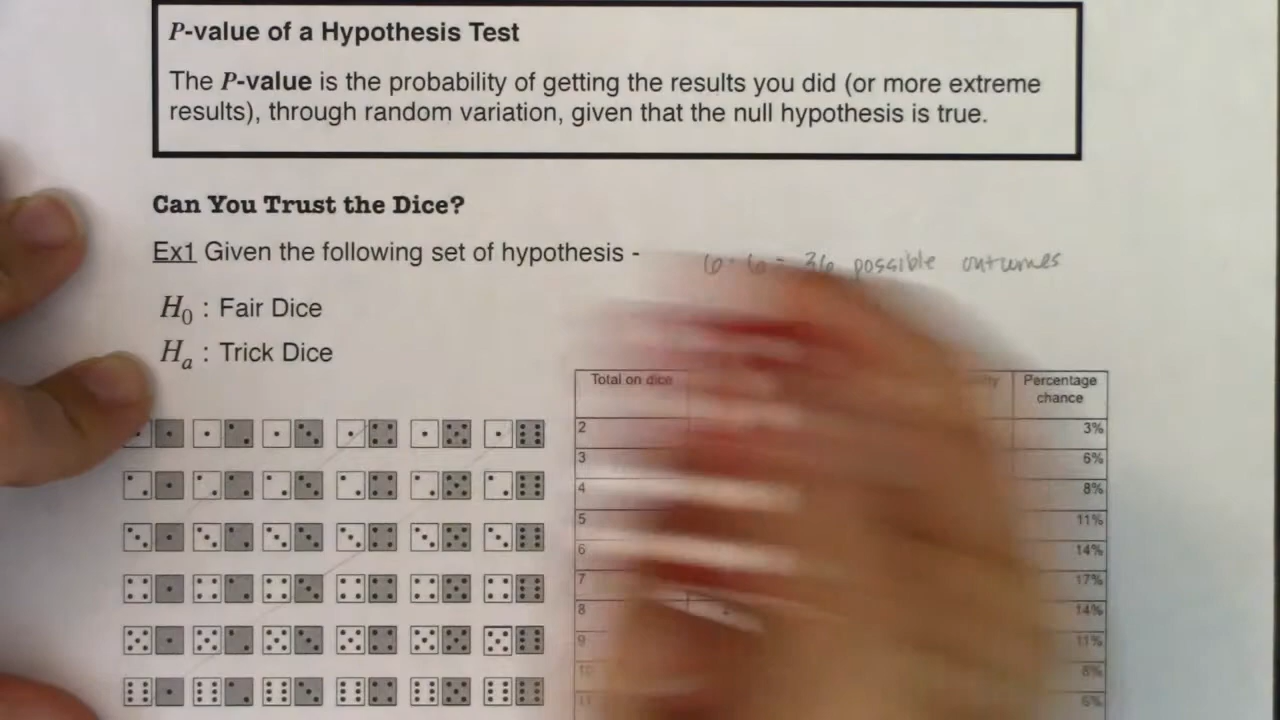 P-value of a Hypothesis Test
The P-value is the probability of getting the results you did (or more extreme
results), through random variation, given that the null hypothesis is true.
Can You Trust the Dice?
Ex1 Given the following set of hypothesis -
6 · 6 = 36 possible outcomes
H₀ : Fair Dice
Hₐ : Trick Dice
Total on dice
Percentage
chance
2 3%
3 6%
4 8%
5 11%
6 14%
7 17%
8 14%
9 11%
10 8%
11 6%